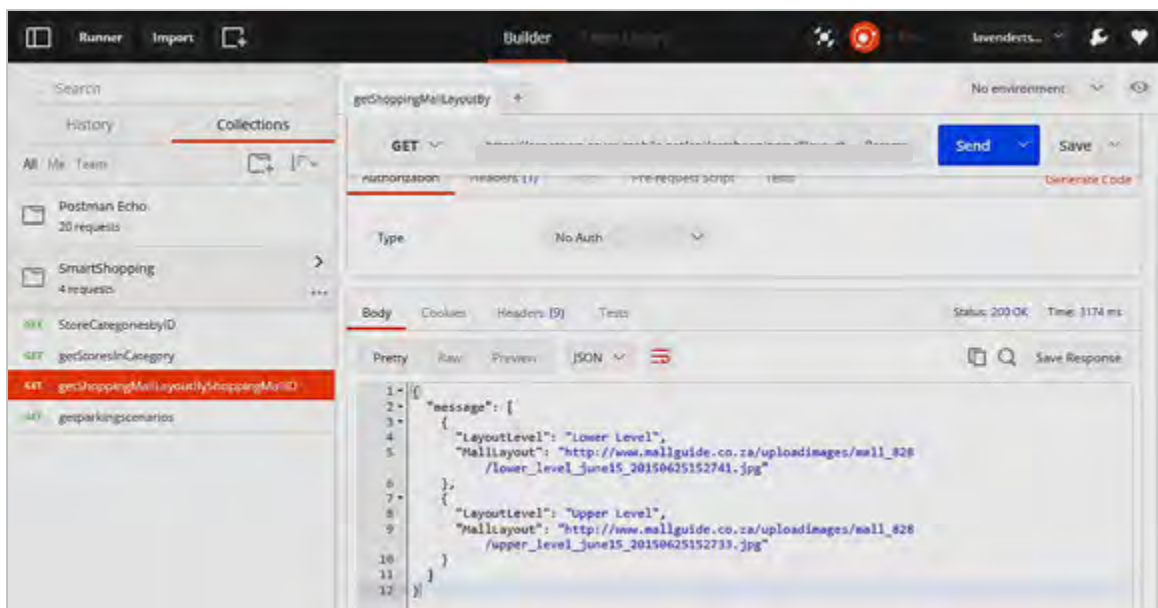 Runner Import Builder lavenderts...
Search
History Collections
All Me Team
Postman Echo
20 requests
SmartShopping
4 requests
GET StoreCategoriesbyID
GET getStoresInCategory
GET getShoppingMallLayoutByShoppingMallID
GET getparkingscenarios
getShoppingMallLayoutBy +
No environment
GET
Send Save
Authorization Headers (1) Pre-request Script Tests Generate Code
Type No Auth
Body Cookies Headers (9) Tests Status: 200 OK Time: 3174 ms
Pretty Raw Preview JSON Save Response
1 {
2 "message": [
3 {
4 "LayoutLevel": "Lower Level",
5 "MallLayout": "http://www.mallguide.co.za/uploadimages/mall_828
/lower_level_june15_20150625152741.jpg"
6 },
7 {
8 "LayoutLevel": "Upper Level",
9 "MallLayout": "http://www.mallguide.co.za/uploadimages/mall_828
/upper_level_june15_20150625152733.jpg"
10 }
11 ]
12 }